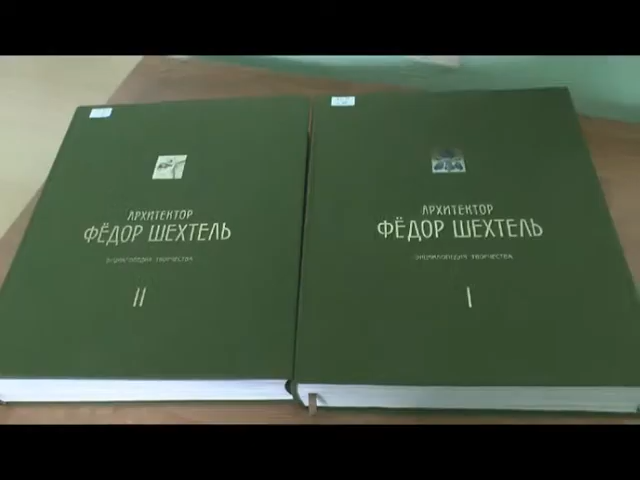 АРХИТЕКТОР
ФЁДОР ШЕХТЕЛЬ
ЭНЦИКЛОПЕДИЯ ТВОРЧЕСТВА
II
АРХИТЕКТОР
ФЁДОР ШЕХТЕЛЬ
ЭНЦИКЛОПЕДИЯ ТВОРЧЕСТВА
I